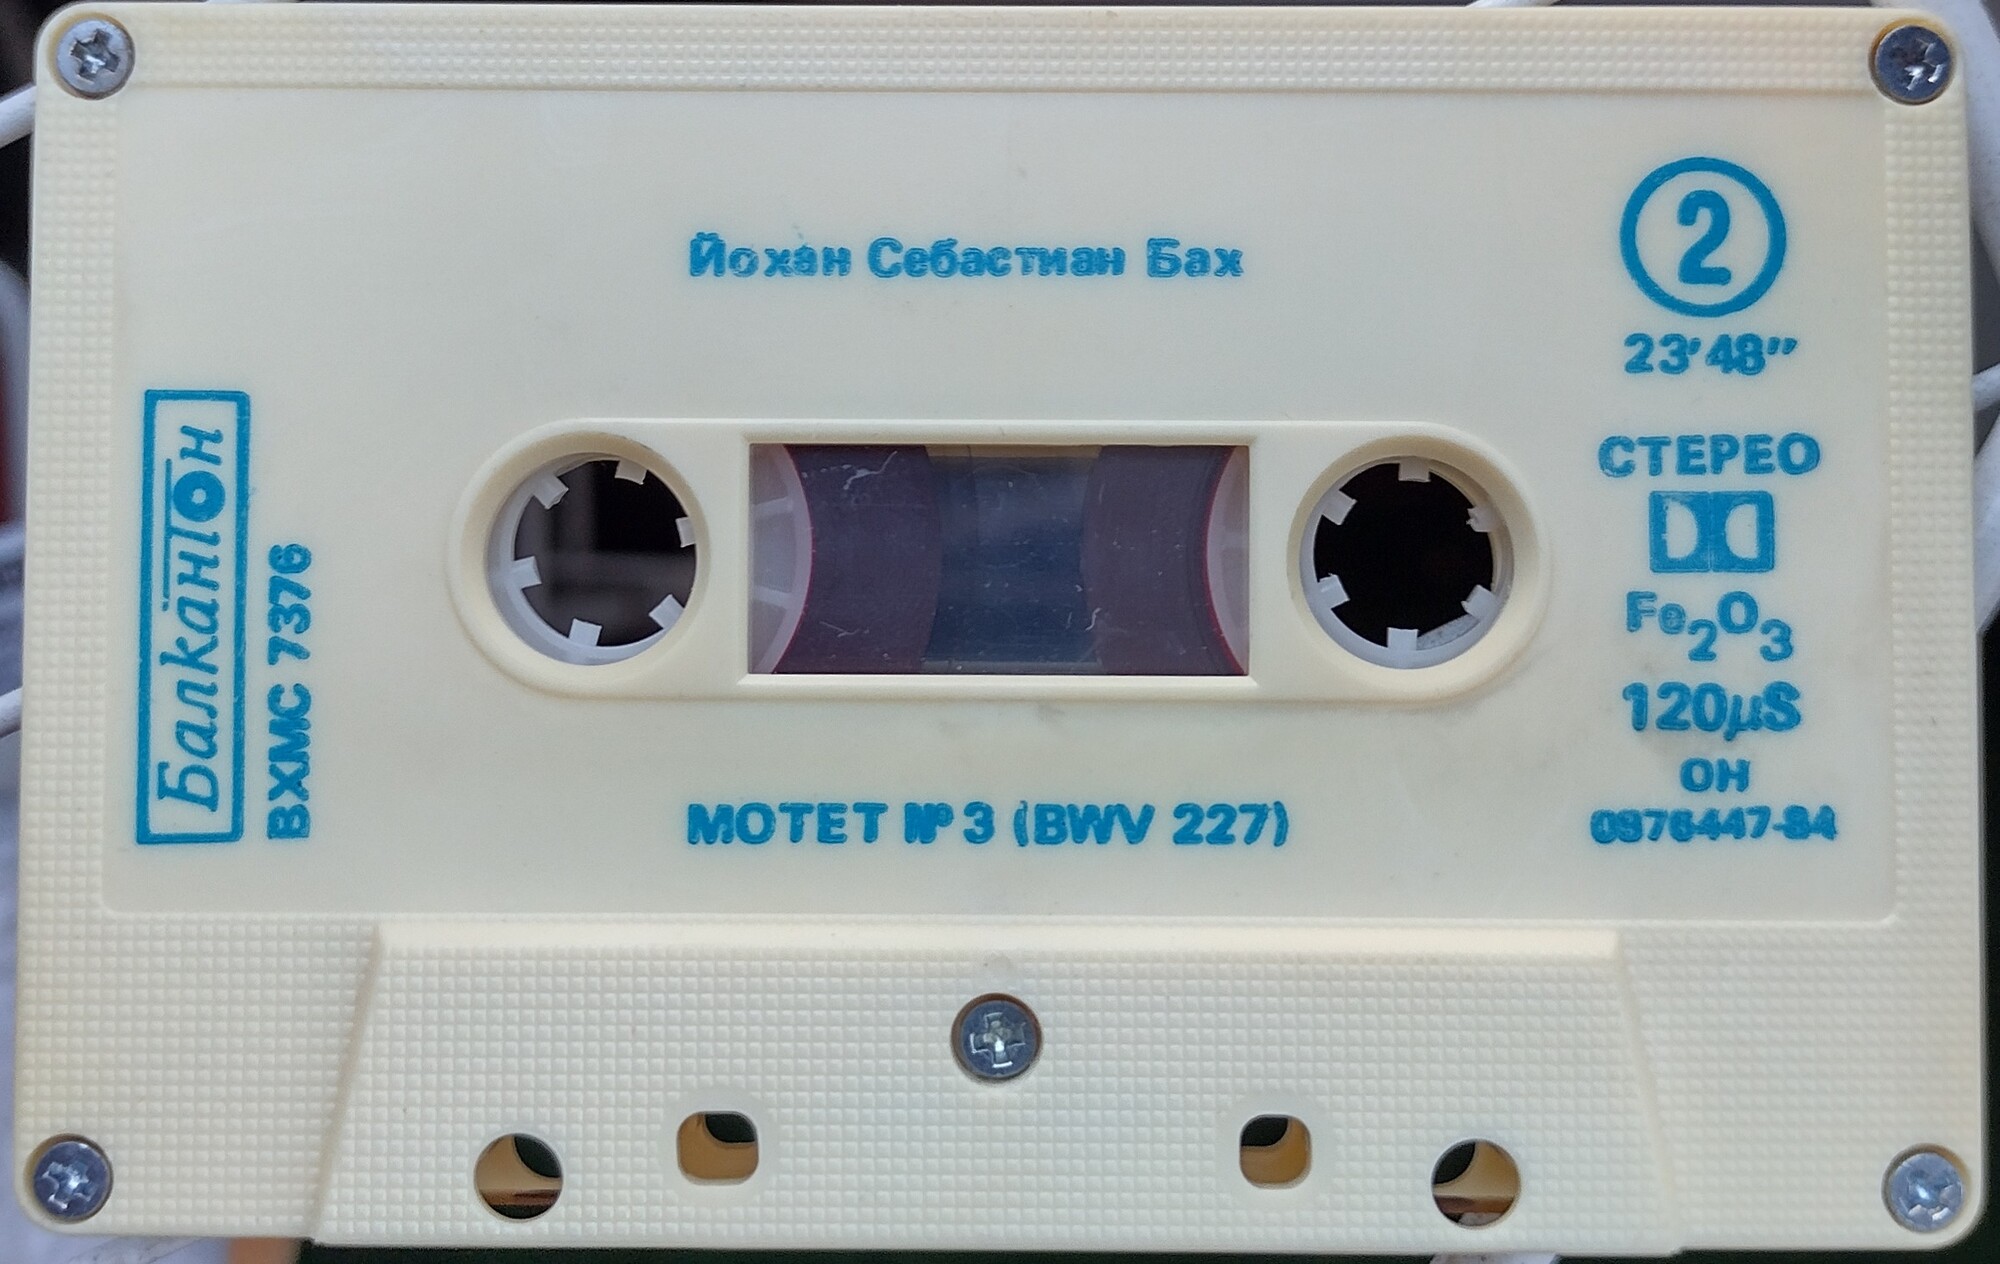 Йохан Себастиан Бах
2
23'48"
СТЕРЕО
Fe2O3
120µS
ОН
0976447-84
Балкантон
ВХМС 7376
МОТЕТ № 3 (BWV 227)